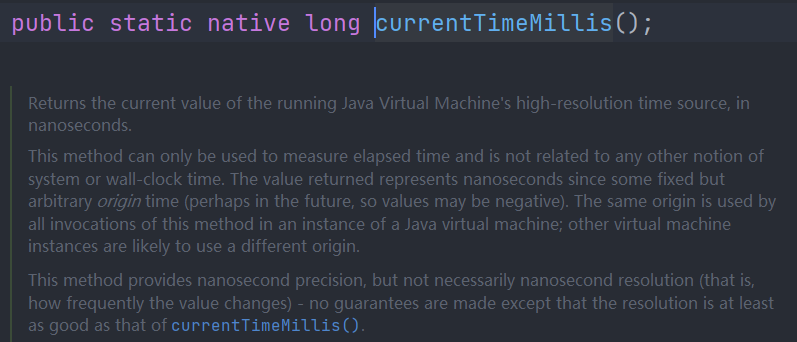 public static native long currentTimeMillis();
Returns the current value of the running Java Virtual Machine's high-resolution time source, in
nanoseconds.
This method can only be used to measure elapsed time and is not related to any other notion of
system or wall-clock time. The value returned represents nanoseconds since some fixed but
arbitrary origin time (perhaps in the future, so values may be negative). The same origin is used by
all invocations of this method in an instance of a Java virtual machine; other virtual machine
instances are likely to use a different origin.
This method provides nanosecond precision, but not necessarily nanosecond resolution (that is,
how frequently the value changes) - no guarantees are made except that the resolution is at least
as good as that of currentTimeMillis().